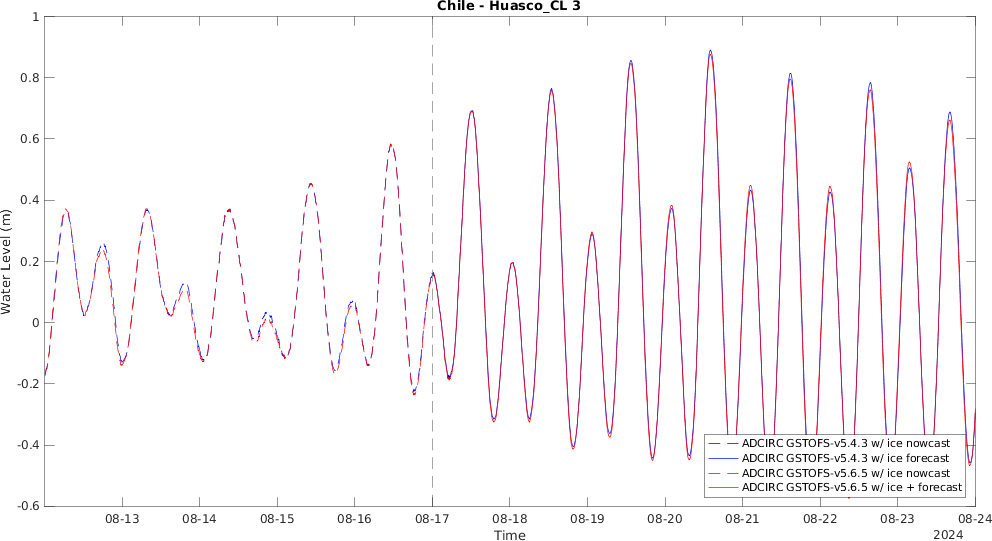 Chile - Huasco_CL 3
1
0.8
0.6
0.4
0.2
0
-0.2
-0.4
-0.6
Water Level (m)
ADCIRC GSTOFS-v5.4.3 w/ ice nowcast
ADCIRC GSTOFS-v5.4.3 w/ ice forecast
ADCIRC GSTOFS-v5.6.5 w/ ice nowcast
ADCIRC GSTOFS-v5.6.5 w/ ice + forecast
08-13 08-14 08-15 08-16 08-17 08-18 08-19 08-20 08-21 08-22 08-23 08-24
Time
2024